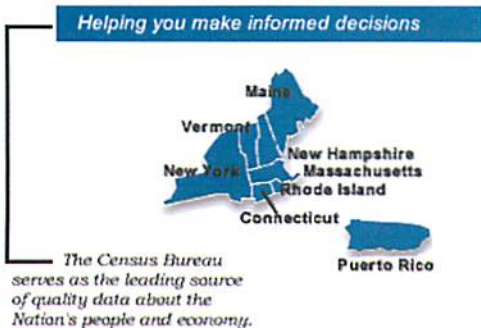 Helping you make informed decisions
Maine
Vermont
New Hampshire
New York
Massachusetts
Rhode Island
Connecticut
Puerto Rico
The Census Bureau
serves as the leading source
of quality data about the
Nation's people and economy.